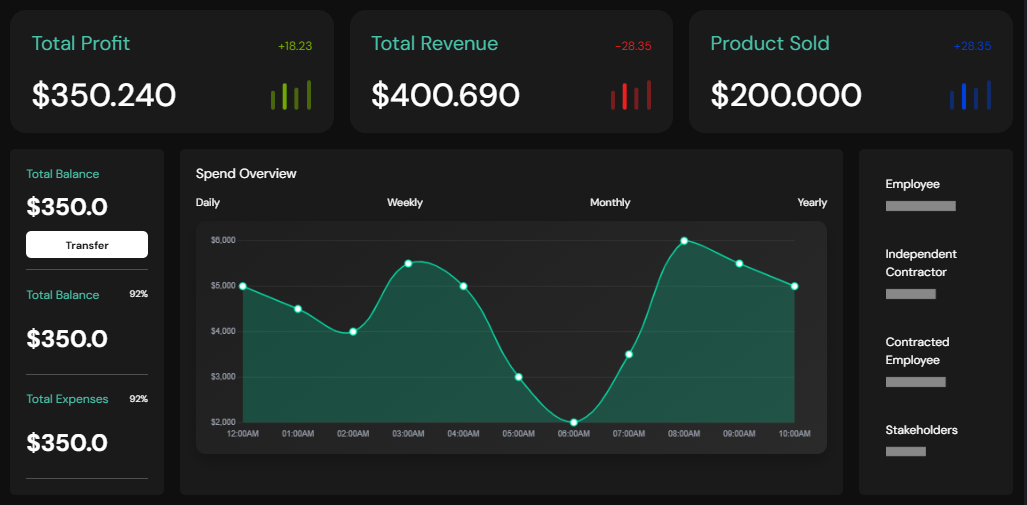 Total Profit
+18.23
$350.240
Total Revenue
-28.35
$400.690
Product Sold
+28.35
$200.000
Total Balance
$350.0
Transfer
Total Balance 92%
$350.0
Total Expenses 92%
$350.0
Spend Overview
Daily Weekly Monthly Yearly
$6,000
$5,000
$4,000
$3,000
$2,000
12:00AM 01:00AM 02:00AM 03:00AM 04:00AM 05:00AM 06:00AM 07:00AM 08:00AM 09:00AM 10:00AM
Employee
Independent
Contractor
Contracted
Employee
Stakeholders